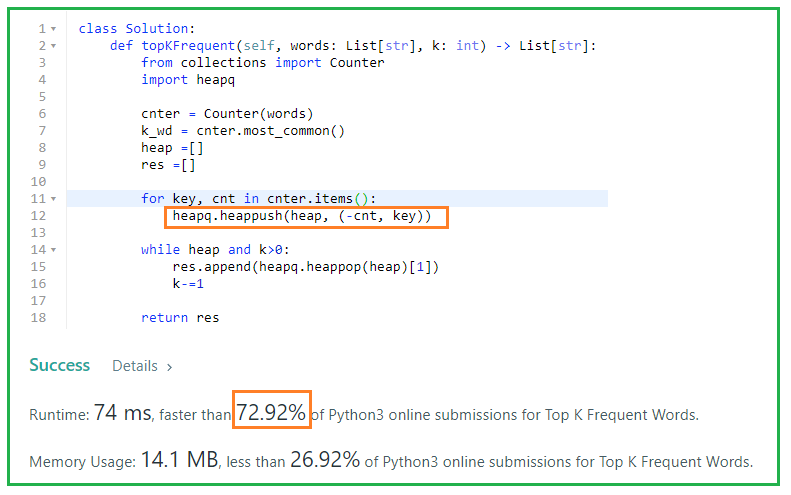 1 class Solution:
2 def topKFrequent(self, words: List[str], k: int) -> List[str]:
3 from collections import Counter
4 import heapq
5
6 cnter = Counter(words)
7 k_wd = cnter.most_common()
8 heap =[]
9 res =[]
10
11 for key, cnt in cnter.items():
12 heapq.heappush(heap, (-cnt, key))
13
14 while heap and k>0:
15 res.append(heapq.heappop(heap)[1])
16 k-=1
17
18 return res
Success Details >
Runtime: 74 ms, faster than 72.92% of Python3 online submissions for Top K Frequent Words.
Memory Usage: 14.1 MB, less than 26.92% of Python3 online submissions for Top K Frequent Words.